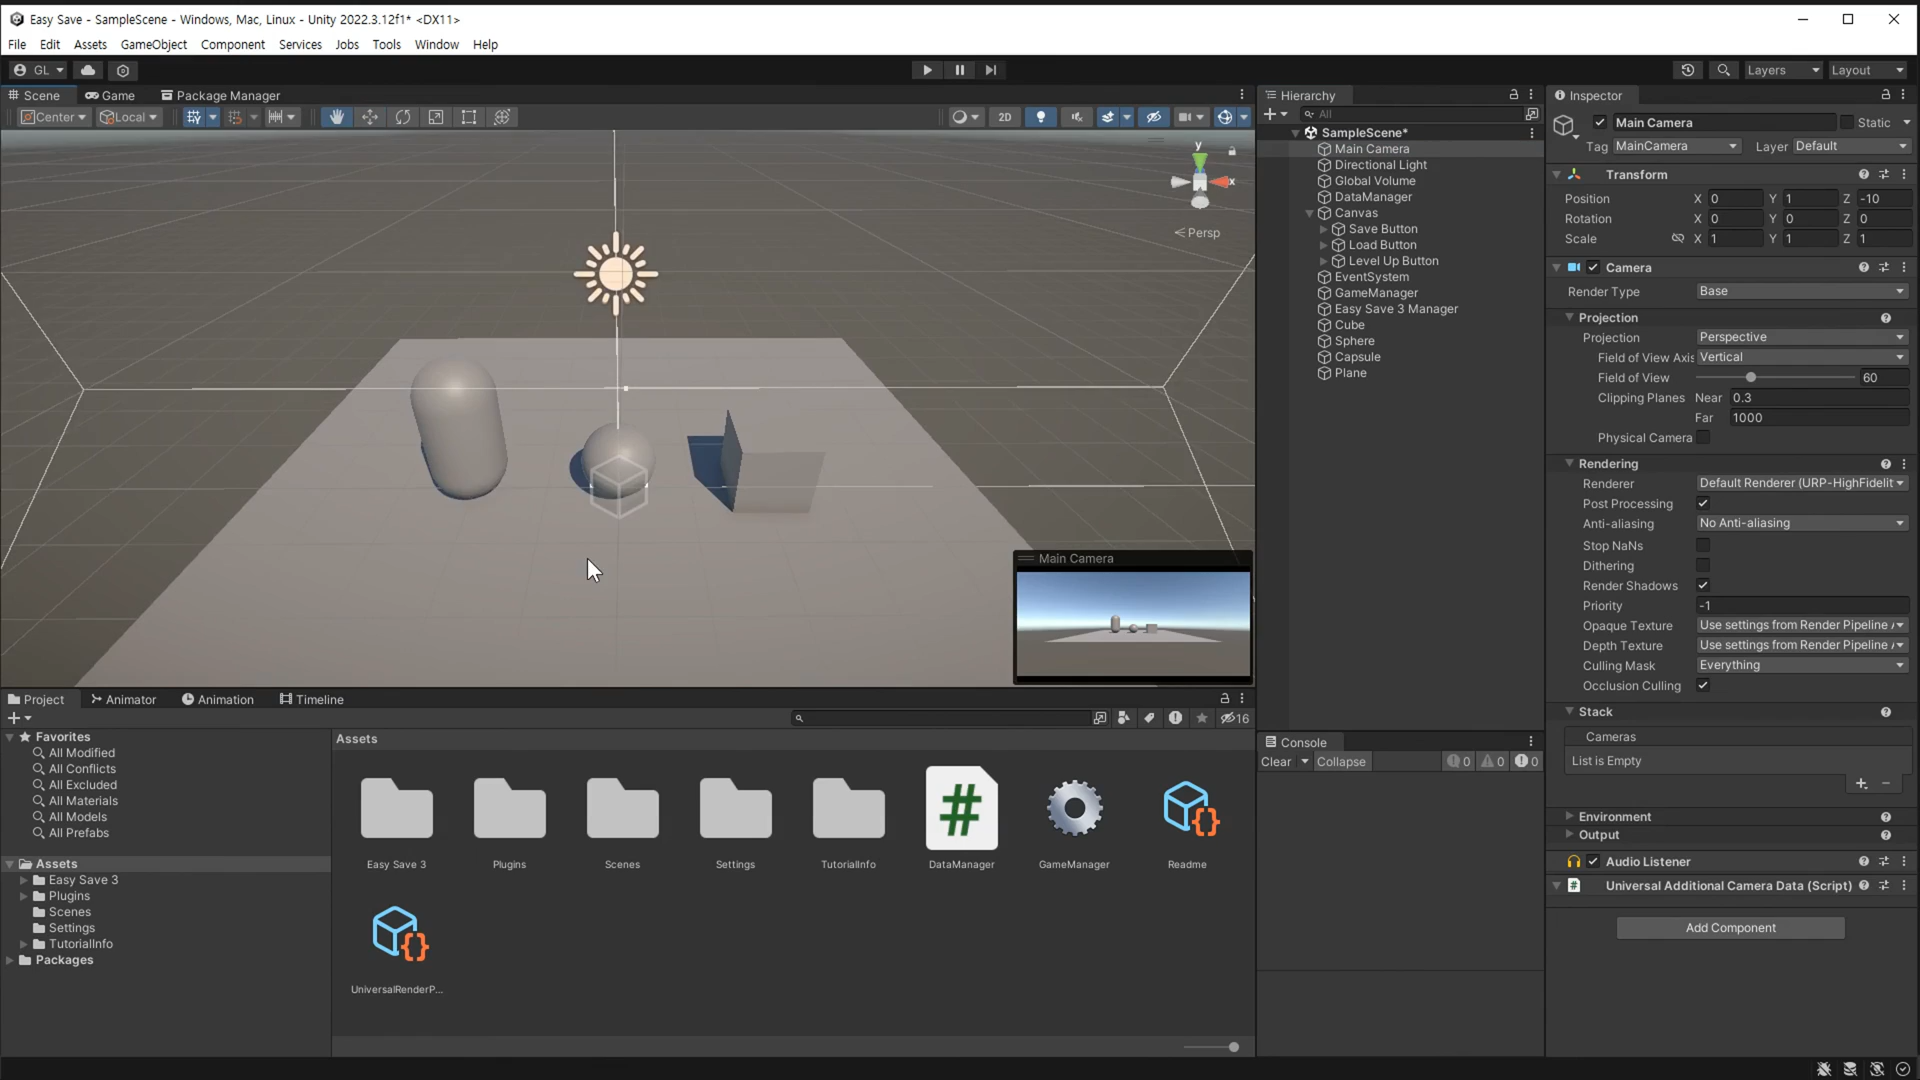 Easy Save - SampleScene - Windows, Mac, Linux - Unity 2022.3.12f1* <DX11>
File Edit Assets GameObject Component Services Jobs Tools Window Help
GL
Layers Layout
Scene Game Package Manager
Center Local 2D
y
x
Persp
Main Camera
Hierarchy
All
SampleScene*
Main Camera
Directional Light
Global Volume
DataManager
Canvas
Save Button
Load Button
Level Up Button
EventSystem
GameManager
Easy Save 3 Manager
Cube
Sphere
Capsule
Plane
Inspector
Main Camera Static
Tag MainCamera Layer Default
Transform
Position X 0 Y 1 Z -10
Rotation X 0 Y 0 Z 0
Scale X 1 Y 1 Z 1
Camera
Render Type Base
Projection
Projection Perspective
Field of View Axis Vertical
Field of View 60
Clipping Planes Near 0.3
Far 1000
Physical Camera
Rendering
Renderer Default Renderer (URP-HighFidelit
Post Processing
Anti-aliasing No Anti-aliasing
Stop NaNs
Dithering
Render Shadows
Priority -1
Opaque Texture Use settings from Render Pipeline
Depth Texture Use settings from Render Pipeline
Culling Mask Everything
Occlusion Culling
Stack
Cameras
List is Empty
Environment
Output
Audio Listener
Universal Additional Camera Data (Script)
Add Component
Project Animator Animation Timeline
16
Favorites
All Modified
All Conflicts
All Excluded
All Materials
All Models
All Prefabs
Assets
Easy Save 3
Plugins
Scenes
Settings
TutorialInfo
Packages
Assets
Easy Save 3 Plugins Scenes Settings TutorialInfo DataManager GameManager Readme
UniversalRenderP...
Console
Clear Collapse 0 0 0